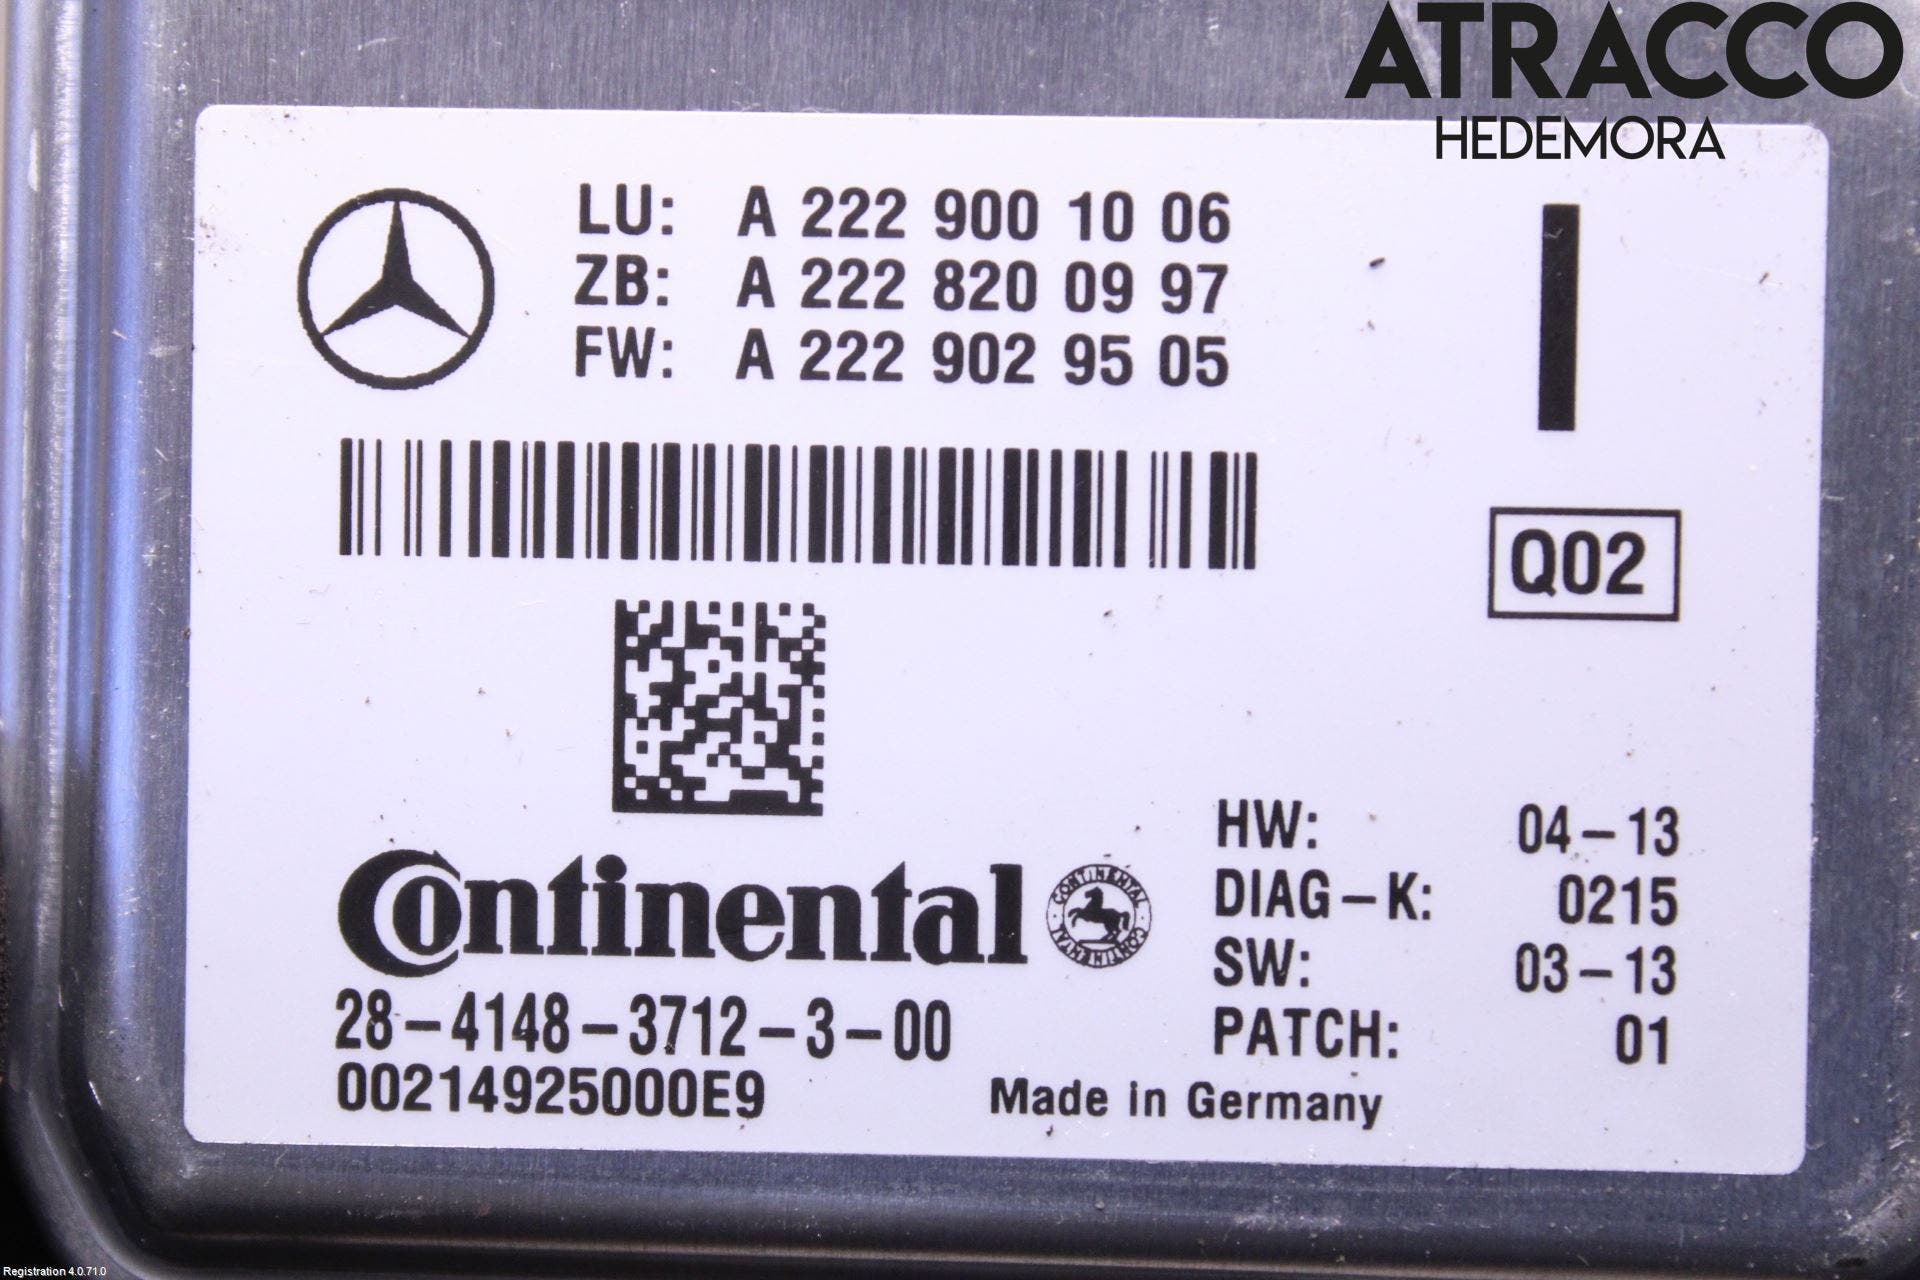 ATRACCO
HEDEMORA
LU: A 222 900 10 06
ZB: A 222 820 09 97
FW: A 222 902 95 05
Q02
HW: 04-13
DIAG-K: 0215
SW: 03-13
PATCH: 01
Continental
CONTINENTAL
CONTINENTAL
28-4148-3712-3-00
00214925000E9
Made in Germany
Registration 4.0.71.0